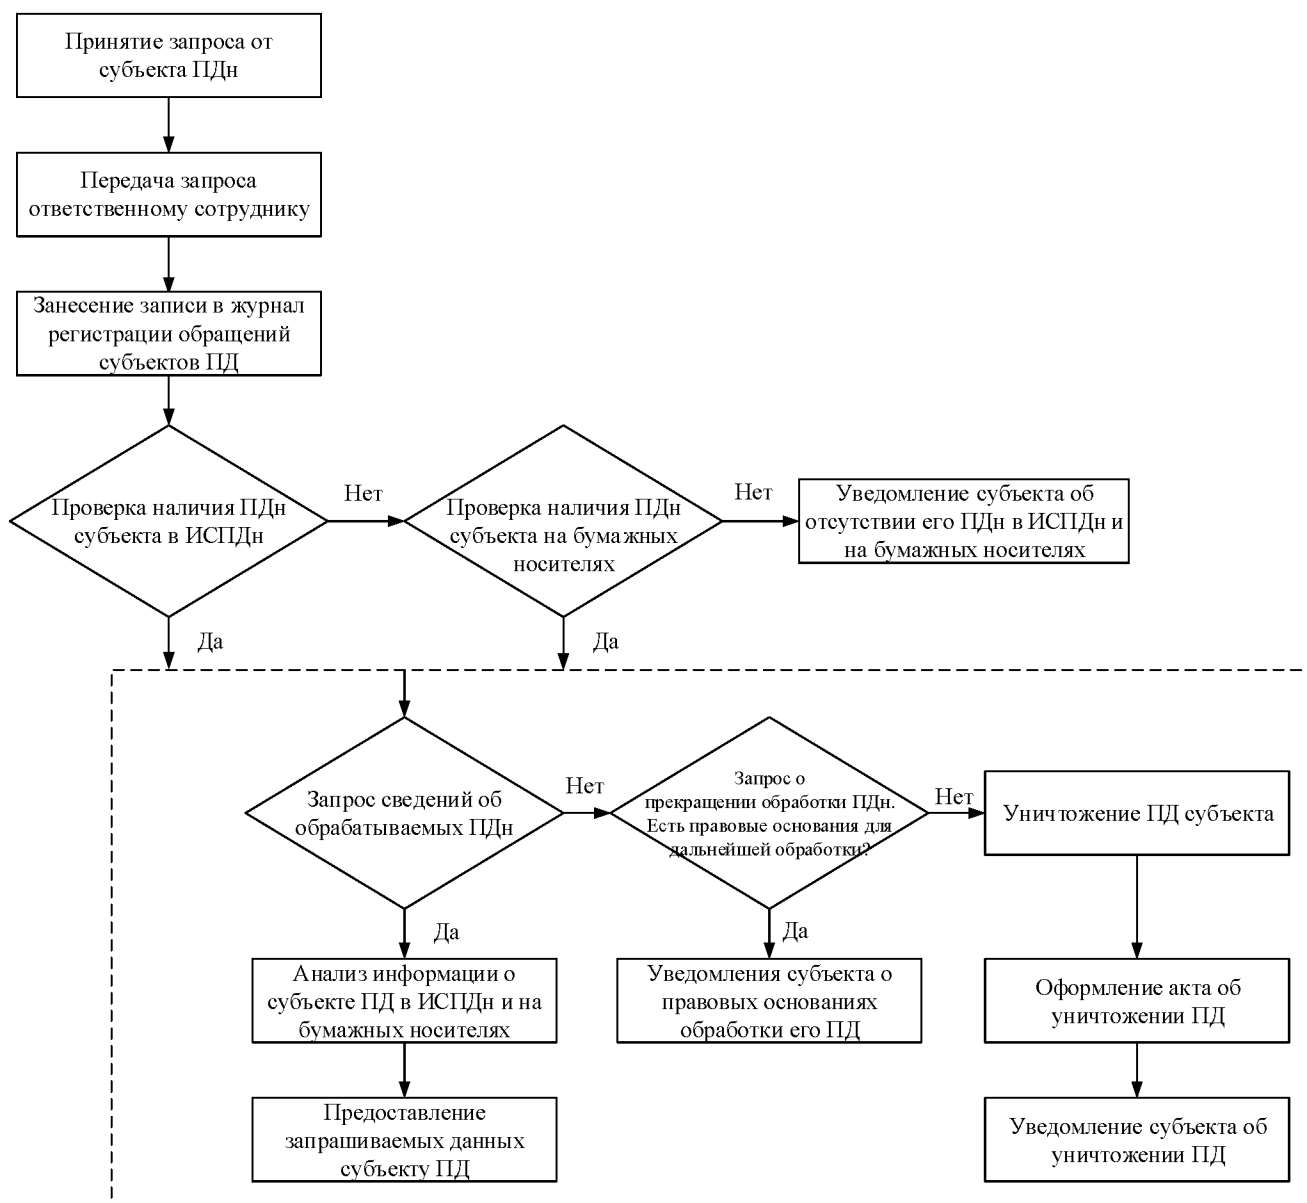 Принятие запроса от
субъекта ПДн
Передача запроса
ответственному сотруднику
Занесение записи в журнал
регистрации обращений
субъектов ПД
Проверка наличия ПДн
субъекта в ИСПДн
Нет
Проверка наличия ПДн
субъекта на бумажных
носителях
Нет
Уведомление субъекта об
отсутствии его ПДн в ИСПДн и
на бумажных носителях
Да
Да
Запрос сведений об
обрабатываемых ПДн
Нет
Запрос о
прекращении обработки ПДн.
Есть правовые основания для
дальнейшей обработки?
Нет
Уничтожение ПД субъекта
Да
Да
Анализ информации о
субъекте ПД в ИСПДн и на
бумажных носителях
Уведомления субъекта о
правовых основаниях
обработки его ПД
Оформление акта об
уничтожении ПД
Предоставление
запрашиваемых данных
субъекту ПД
Уведомление субъекта об
уничтожении ПД